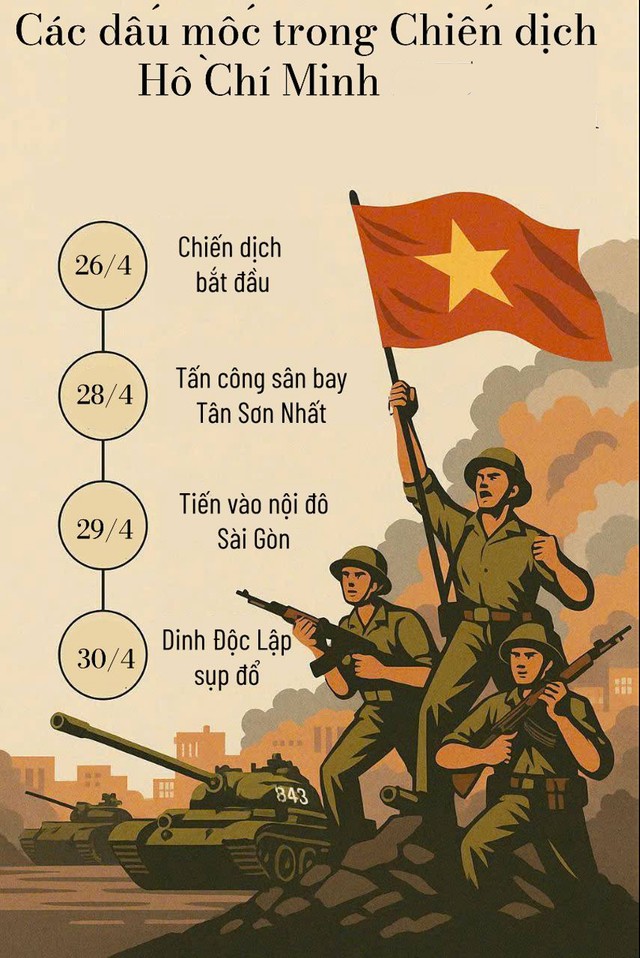 Các dấu mốc trong Chiến dịch
Hồ Chí Minh
26/4
Chiến dịch
bắt đầu
28/4
Tấn công sân bay
Tân Sơn Nhất
29/4
Tiến vào nội đô
Sài Gòn
30/4
Dinh Độc Lập
sụp đổ
843